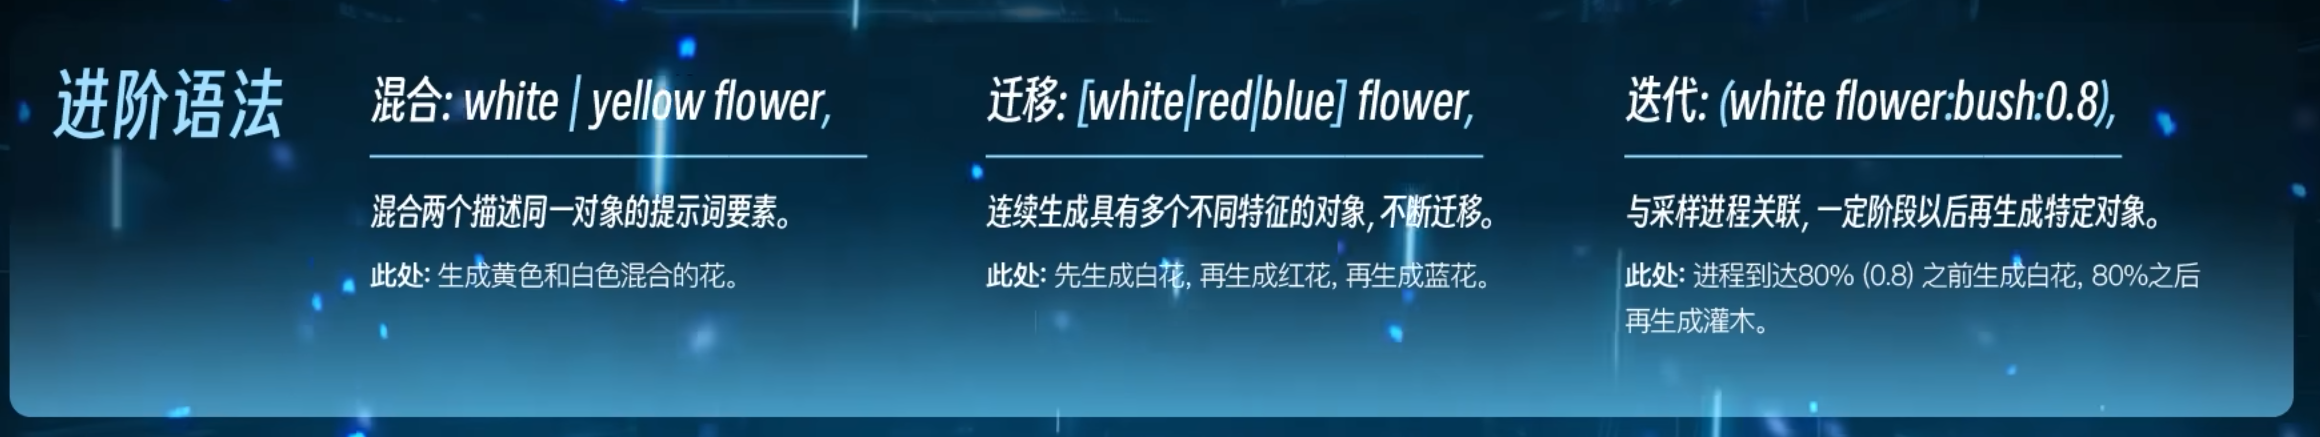 进阶语法
混合: white | yellow flower,
混合两个描述同一对象的提示词要素。
此处: 生成黄色和白色混合的花。
迁移: [white|red|blue] flower,
连续生成具有多个不同特征的对象, 不断迁移。
此处: 先生成白花, 再生成红花, 再生成蓝花。
迭代: (white flower:bush:0.8),
与采样进程关联, 一定阶段以后再生成特定对象。
此处: 进程到达80% (0.8) 之前生成白花, 80%之后
再生成灌木。